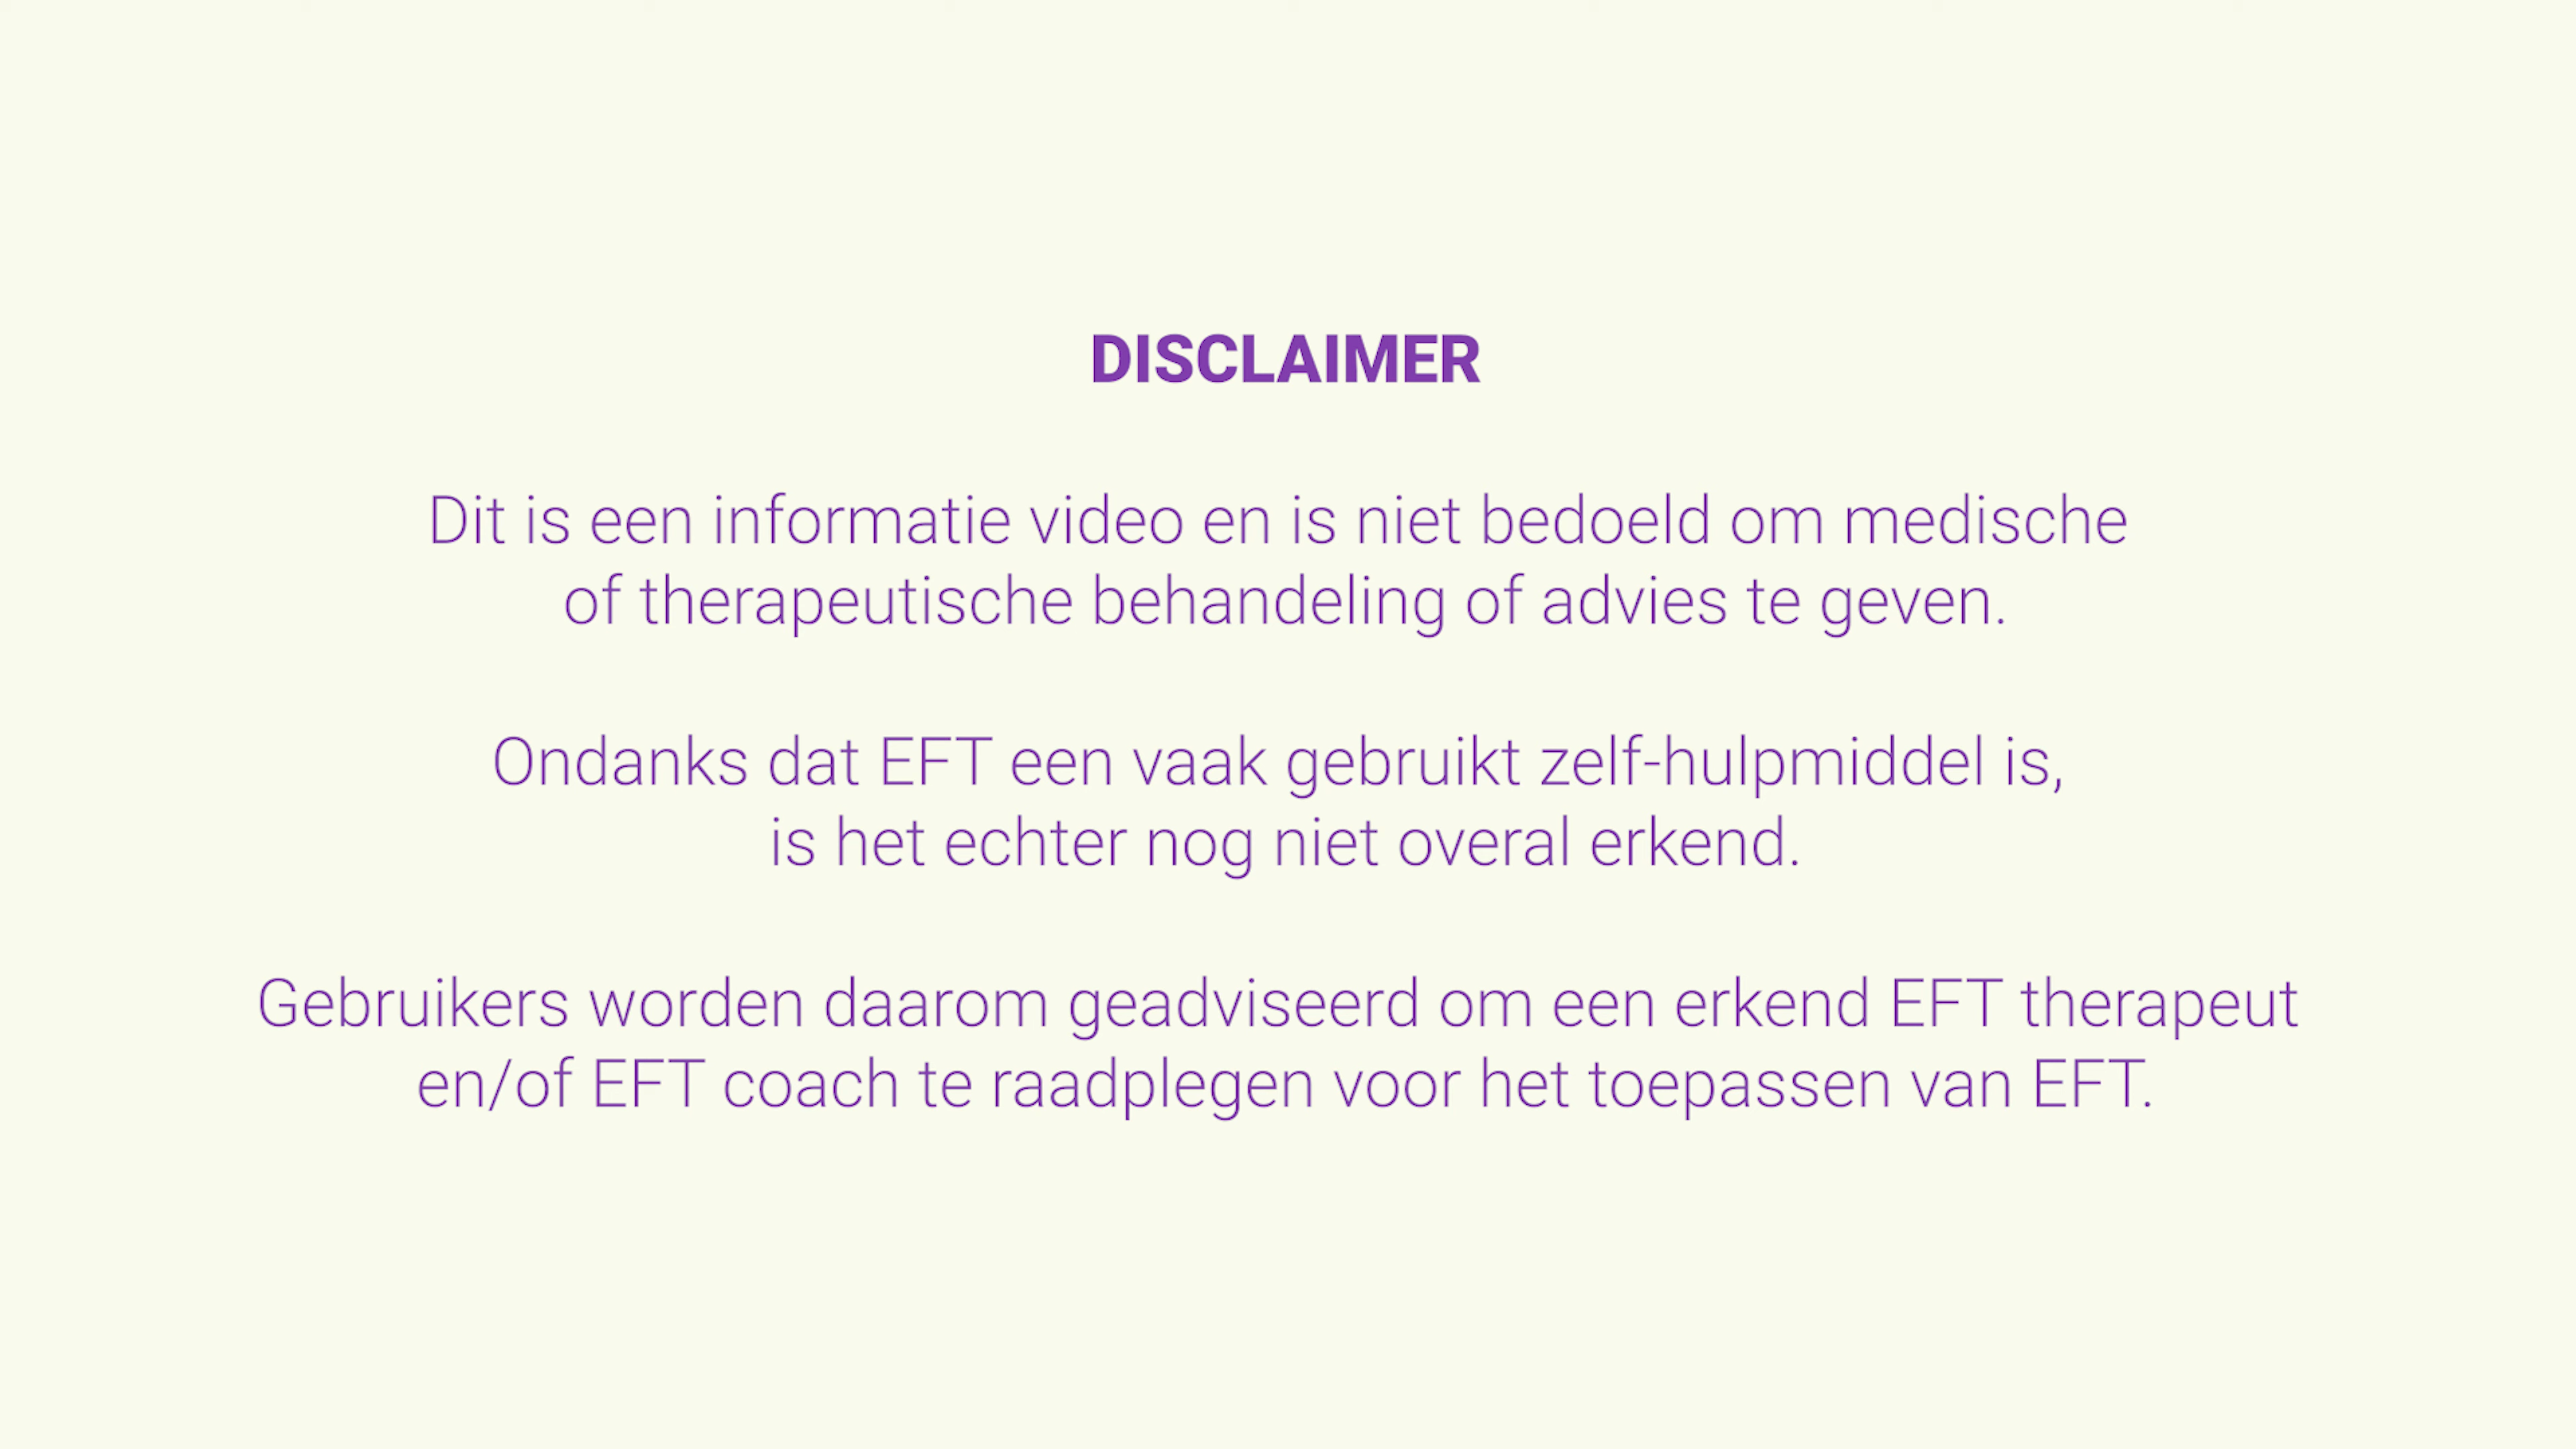 DISCLAIMER
Dit is een informatie video en is niet bedoeld om medische
of therapeutische behandeling of advies te geven.
Ondanks dat EFT een vaak gebruikt zelf-hulpmiddel is,
is het echter nog niet overal erkend.
Gebruikers worden daarom geadviseerd om een erkend EFT therapeut
en/of EFT coach te raadplegen voor het toepassen van EFT.